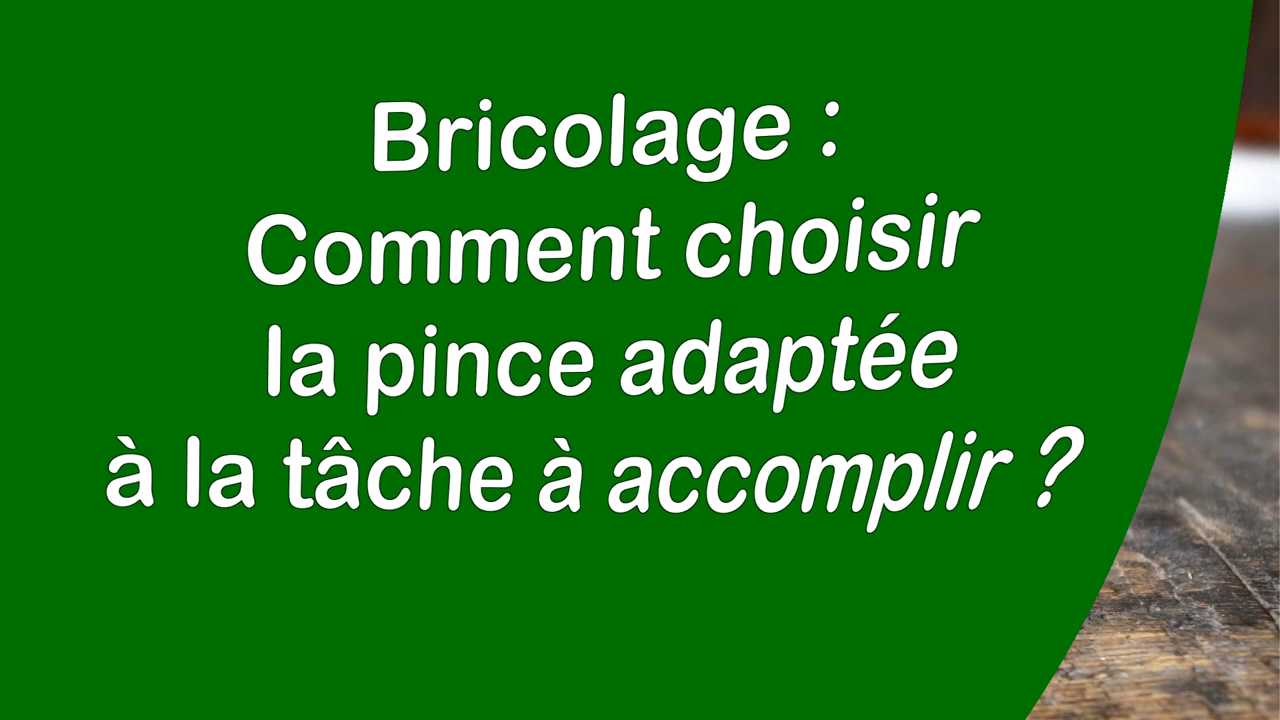 Bricolage :
Comment choisir
la pince adaptée
à la tâche à accomplir ?